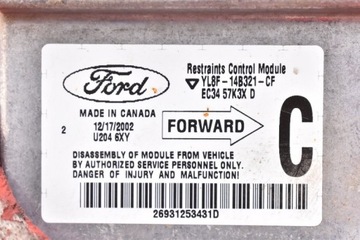 Ford
Restraints Control Module
YL8F-14B321-CF
EC34 57K3X D
MADE IN CANADA
12/17/2002
2
U204 6XY
FORWARD
C
DISASSEMBLY OF MODULE FROM VEHICLE
BY AUTHORIZED SERVICE PERSONNEL ONLY.
DANGER OF INJURY AND MALFUNCTION!
26931253431D